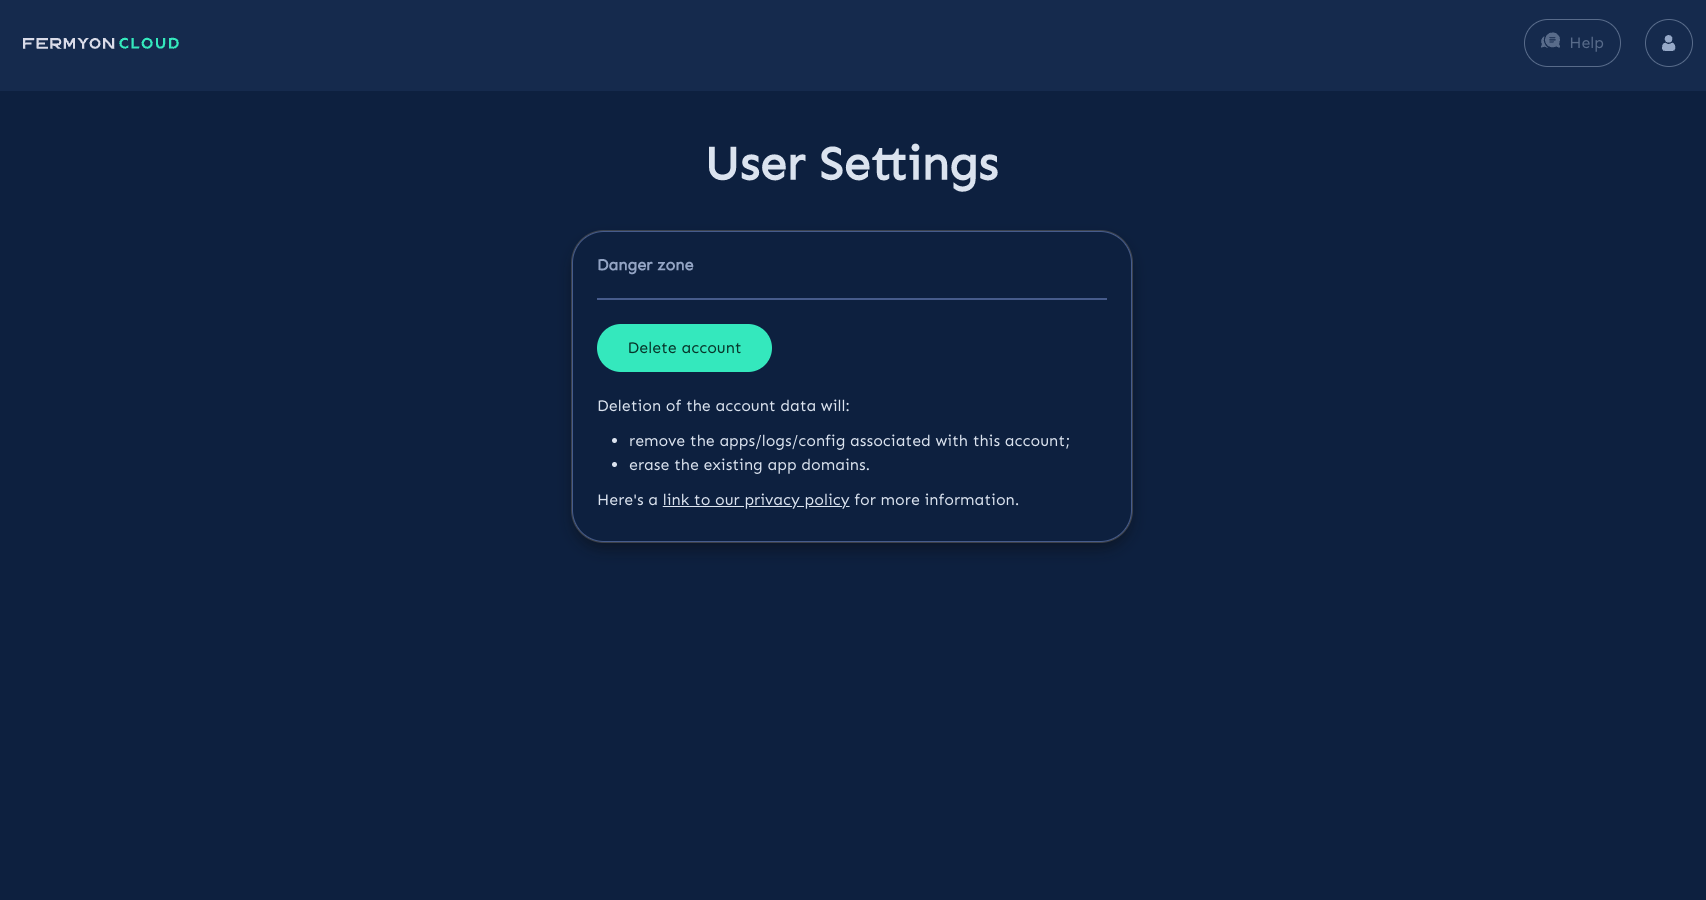 FERMYON CLOUD
Help
User Settings
Danger zone
Delete account
Deletion of the account data will:
• remove the apps/logs/config associated with this account;
• erase the existing app domains.
Here's a link to our privacy policy for more information.